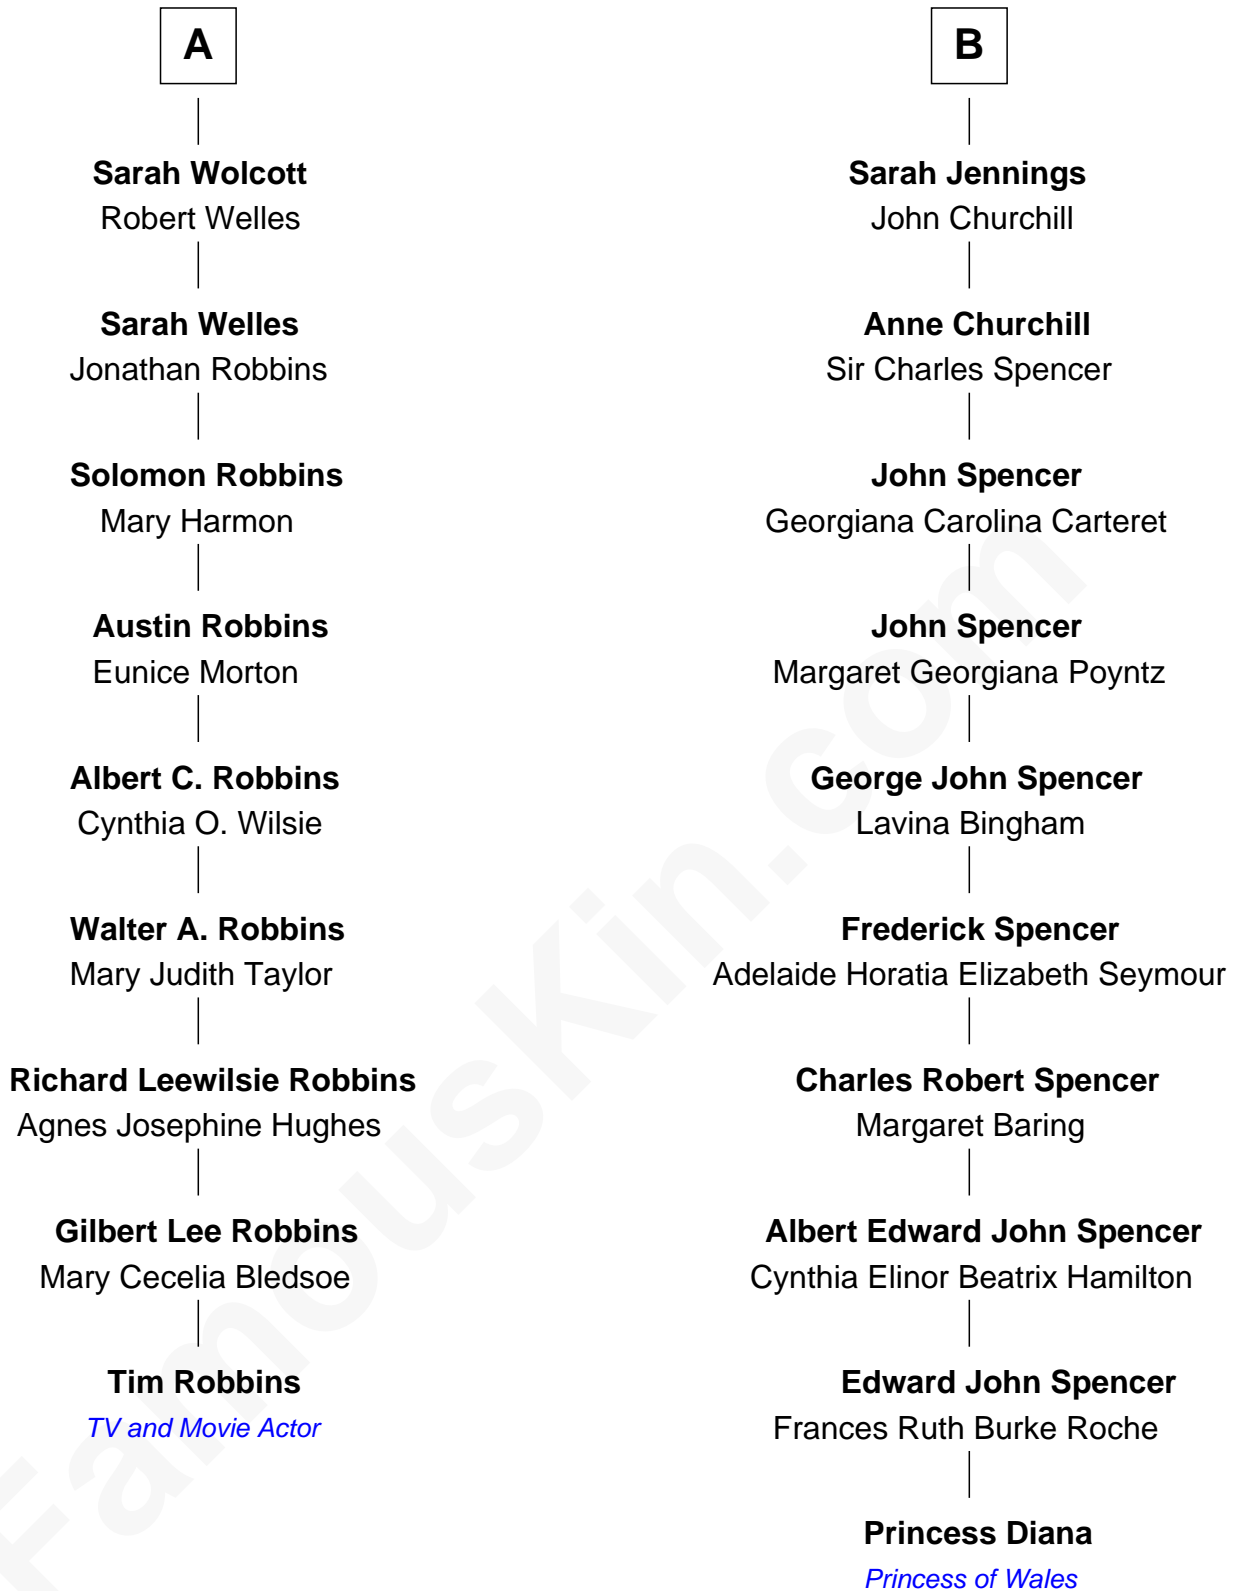 A
Sarah Wolcott
Robert Welles
Sarah Welles
Jonathan Robbins
Solomon Robbins
Mary Harmon
Austin Robbins
Eunice Morton
Albert C. Robbins
Cynthia O. Wilsie
Walter A. Robbins
Mary Judith Taylor
Richard Leewilsie Robbins
Agnes Josephine Hughes
Gilbert Lee Robbins
Mary Cecelia Bledsoe
Tim Robbins
TV and Movie Actor
B
Sarah Jennings
John Churchill
Anne Churchill
Sir Charles Spencer
John Spencer
Georgiana Carolina Carteret
John Spencer
Margaret Georgiana Poyntz
George John Spencer
Lavina Bingham
Frederick Spencer
Adelaide Horatia Elizabeth Seymour
Charles Robert Spencer
Margaret Baring
Albert Edward John Spencer
Cynthia Elinor Beatrix Hamilton
Edward John Spencer
Frances Ruth Burke Roche
Princess Diana
Princess of Wales
FamousKin.com